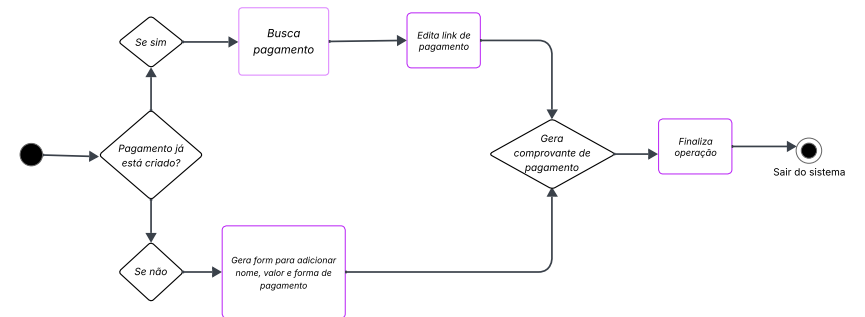 Se sim
Busca
pagamento
Edita link de
pagamento
Pagamento já
está criado?
Gera
comprovante de
pagamento
Finaliza
operação
Sair do sistema
Se não
Gera form para adicionar
nome, valor e forma de
pagamento